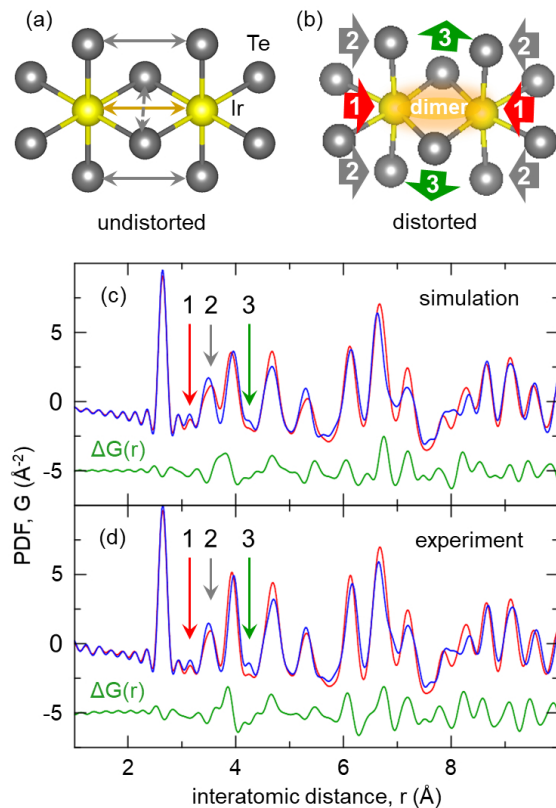 (a)
Te
Ir
undistorted
(b)
2 3 2
1 dimer 1
2 3 2
distorted
(c) 1 2 3 simulation
5
0
ΔG(r)
-5
(d) 1 2 3 experiment
5
0
ΔG(r)
-5
PDF, G (Å-2)
2 4 6 8
interatomic distance, r (Å)